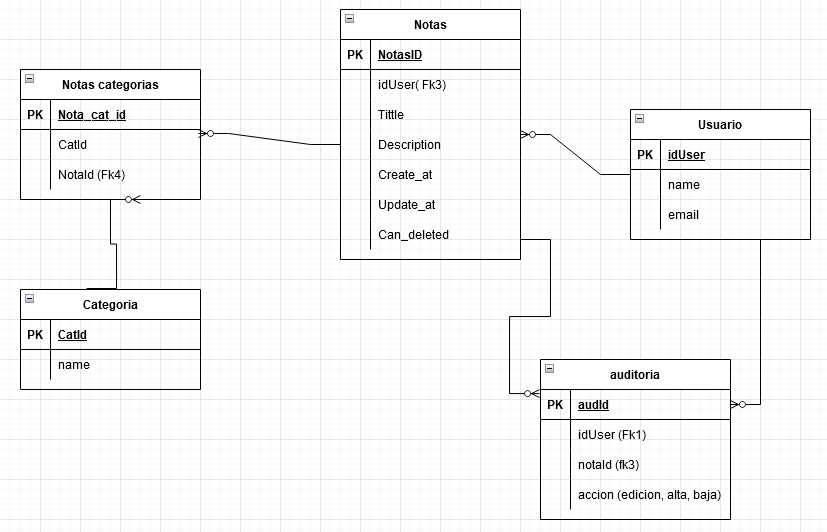 Notas
PK NotasID
idUser( Fk3)
Tittle
Description
Create_at
Update_at
Can_deleted
Notas categorias
PK Nota_cat_id
CatId
NotaId (Fk4)
Usuario
PK idUser
name
email
Categoria
PK CatId
name
auditoria
PK audId
idUser (Fk1)
notaId (fk3)
accion (edicion, alta, baja)